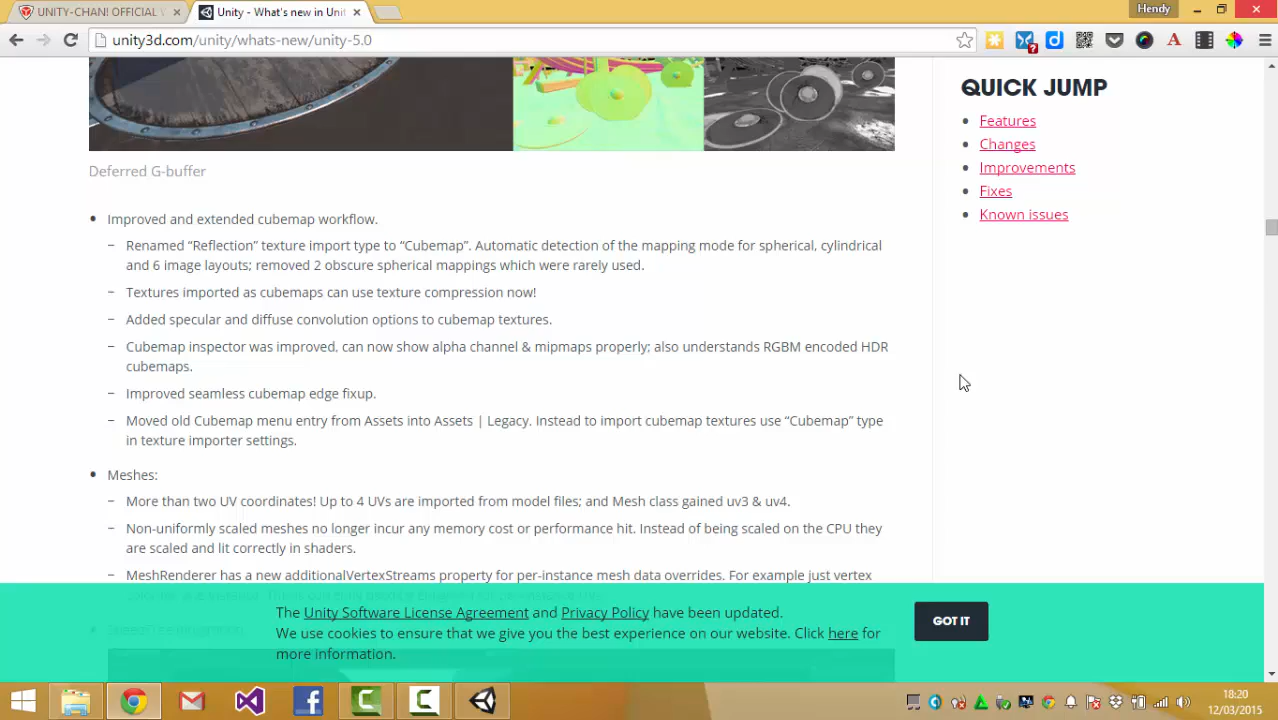 UNITY-CHAN! OFFICIAL V
Unity - What's new in Unit
Hendy
unity3d.com/unity/whats-new/unity-5.0
QUICK JUMP
Features
Changes
Improvements
Fixes
Known issues
Deferred G-buffer
Improved and extended cubemap workflow.
– Renamed “Reflection” texture import type to “Cubemap”. Automatic detection of the mapping mode for spherical, cylindrical
and 6 image layouts; removed 2 obscure spherical mappings which were rarely used.
– Textures imported as cubemaps can use texture compression now!
– Added specular and diffuse convolution options to cubemap textures.
– Cubemap inspector was improved, can now show alpha channel & mipmaps properly; also understands RGBM encoded HDR
cubemaps.
– Improved seamless cubemap edge fixup.
– Moved old Cubemap menu entry from Assets into Assets | Legacy. Instead to import cubemap textures use “Cubemap” type
in texture importer settings.
Meshes:
– More than two UV coordinates! Up to 4 UVs are imported from model files; and Mesh class gained uv3 & uv4.
– Non-uniformly scaled meshes no longer incur any memory cost or performance hit. Instead of being scaled on the CPU they
are scaled and lit correctly in shaders.
– MeshRenderer has a new additionalVertexStreams property for per-instance mesh data overrides. For example just vertex
The Unity Software License Agreement and Privacy Policy have been updated.
We use cookies to ensure that we give you the best experience on our website. Click here for
more information.
GOT IT
18:20
12/03/2015